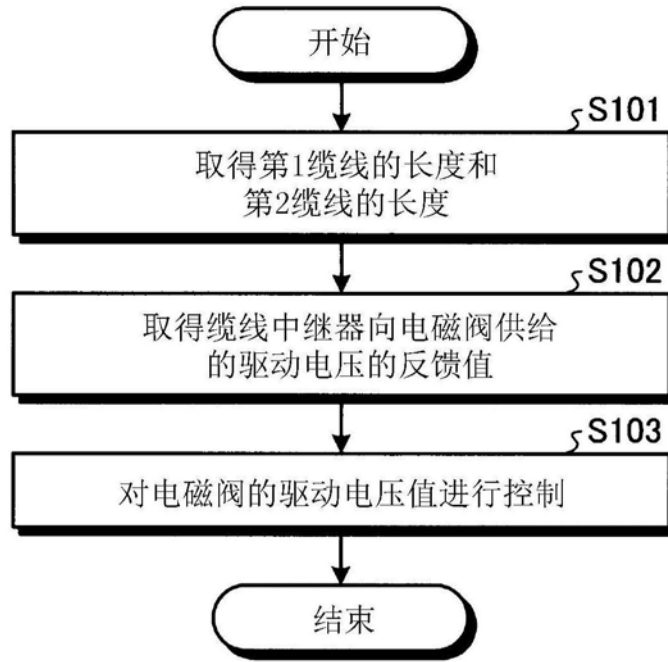 开始
S101
取得第1缆线的长度和
第2缆线的长度
S102
取得缆线中继器向电磁阀供给
的驱动电压的反馈值
S103
对电磁阀的驱动电压值进行控制
结束